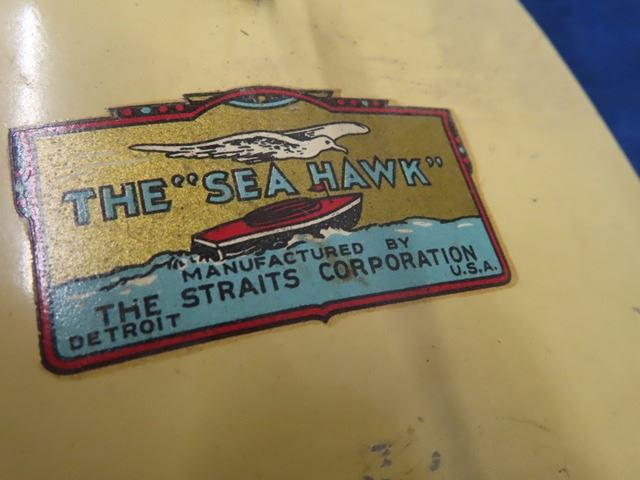 THE "SEA HAWK"
MANUFACTURED BY
THE STRAITS CORPORATION
DETROIT U.S.A.